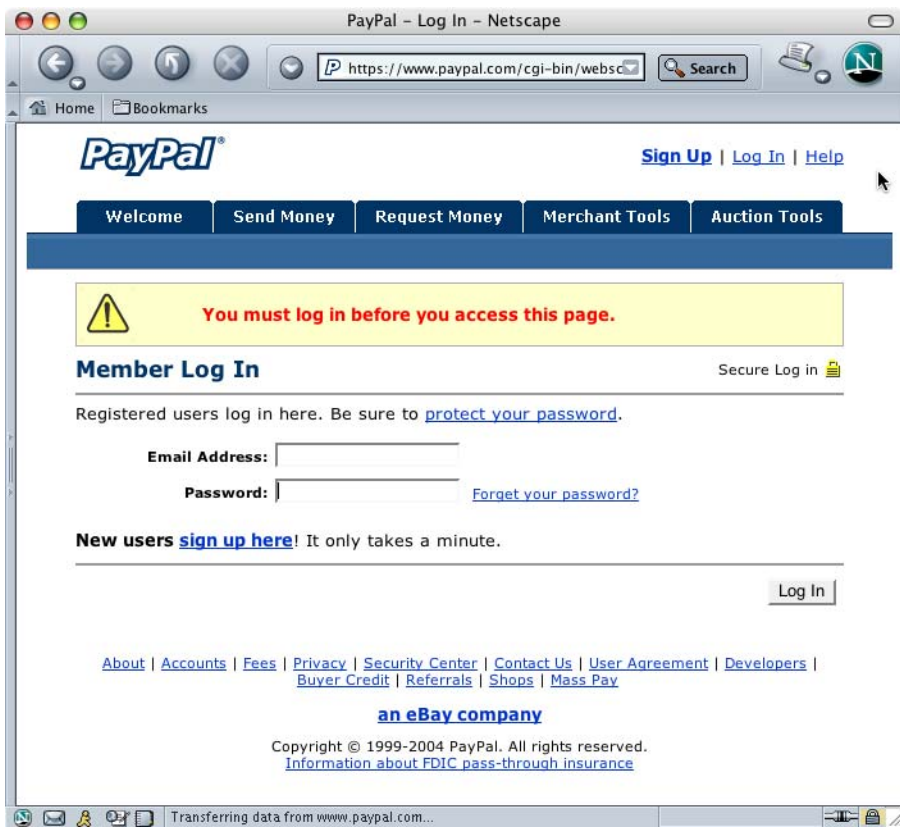 PayPal - Log In - Netscape
https://www.paypal.com/cgi-bin/websc
Search
N
Home Bookmarks
PayPal®
Sign Up | Log In | Help
Welcome Send Money Request Money Merchant Tools Auction Tools
You must log in before you access this page.
Member Log In
Secure Log in
Registered users log in here. Be sure to protect your password.
Email Address:
Password: Forget your password?
New users sign up here! It only takes a minute.
Log In
About | Accounts | Fees | Privacy | Security Center | Contact Us | User Agreement | Developers |
Buyer Credit | Referrals | Shops | Mass Pay
an eBay company
Copyright © 1999-2004 PayPal. All rights reserved.
Information about FDIC pass-through insurance
Transferring data from www.paypal.com...